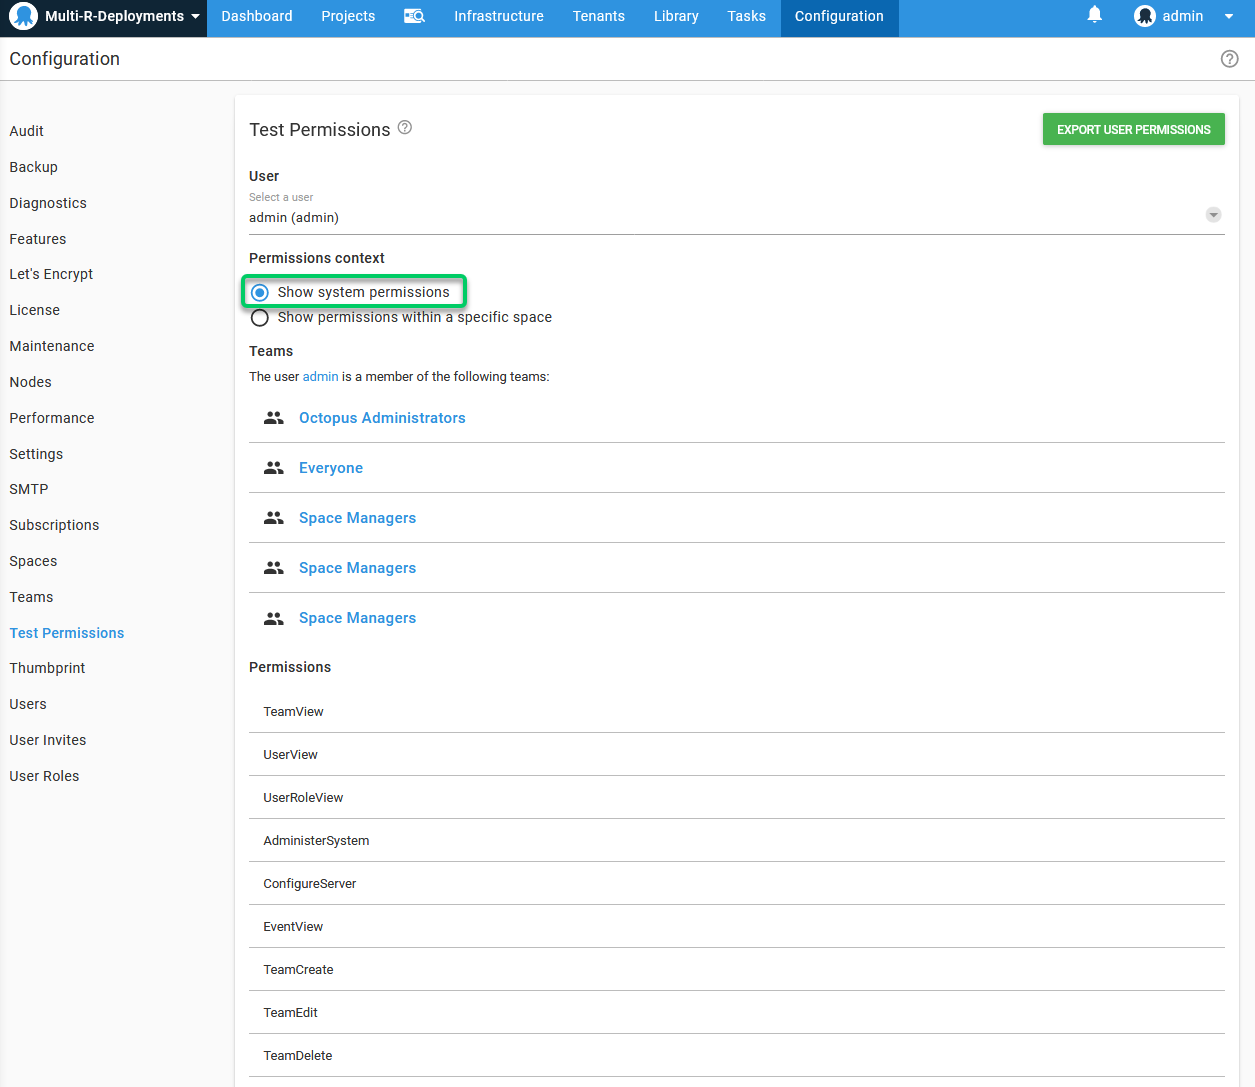 Multi-R-Deployments Dashboard Projects Infrastructure Tenants Library Tasks Configuration admin
Configuration
Audit
Backup
Diagnostics
Features
Let's Encrypt
License
Maintenance
Nodes
Performance
Settings
SMTP
Subscriptions
Spaces
Teams
Test Permissions
Thumbprint
Users
User Invites
User Roles
Test Permissions
EXPORT USER PERMISSIONS
User
Select a user
admin (admin)
Permissions context
Show system permissions
Show permissions within a specific space
Teams
The user admin is a member of the following teams:
Octopus Administrators
Everyone
Space Managers
Space Managers
Space Managers
Permissions
TeamView
UserView
UserRoleView
AdministerSystem
ConfigureServer
EventView
TeamCreate
TeamEdit
TeamDelete